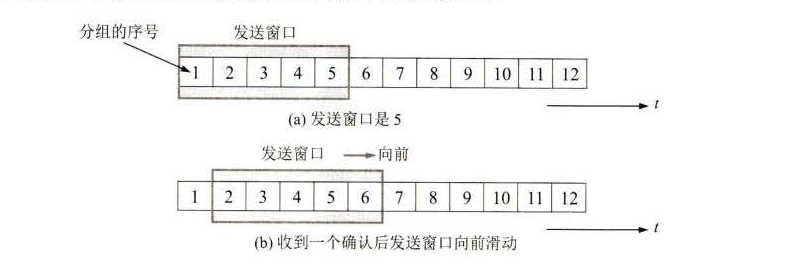 分组的序号
发送窗口
1 2 3 4 5 6 7 8 9 10 11 12
t
(a) 发送窗口是 5
发送窗口 向前
1 2 3 4 5 6 7 8 9 10 11 12
t
(b) 收到一个确认后发送窗口向前滑动